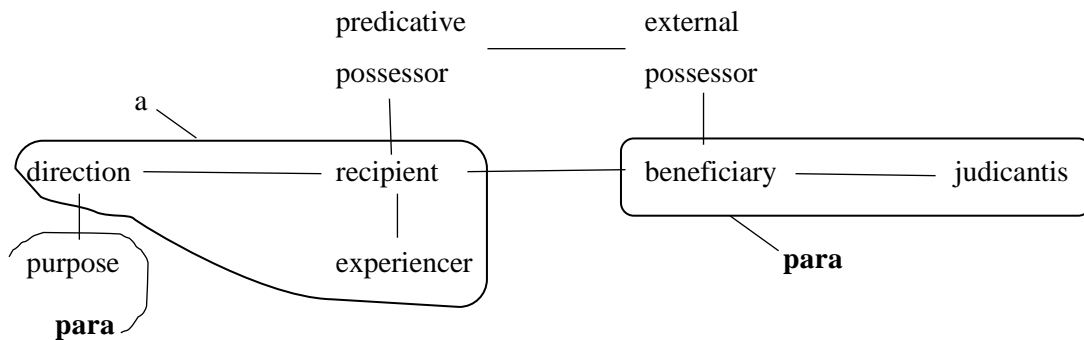 predicative external
possessor possessor
a
direction recipient beneficiary judicantis
purpose experiencer para
para